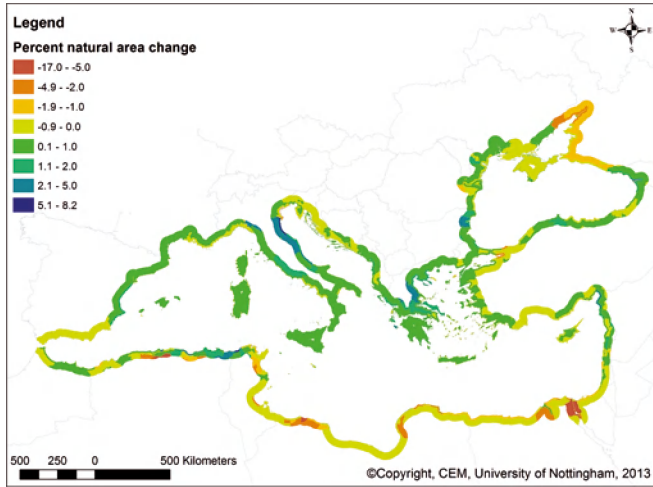 Legend
N
W E
S
Percent natural area change
-17.0 - -5.0
-4.9 - -2.0
-1.9 - -1.0
-0.9 - 0.0
0.1 - 1.0
1.1 - 2.0
2.1 - 5.0
5.1 - 8.2
500 250 0 500 Kilometers
©Copyright, CEM, University of Nottingham, 2013